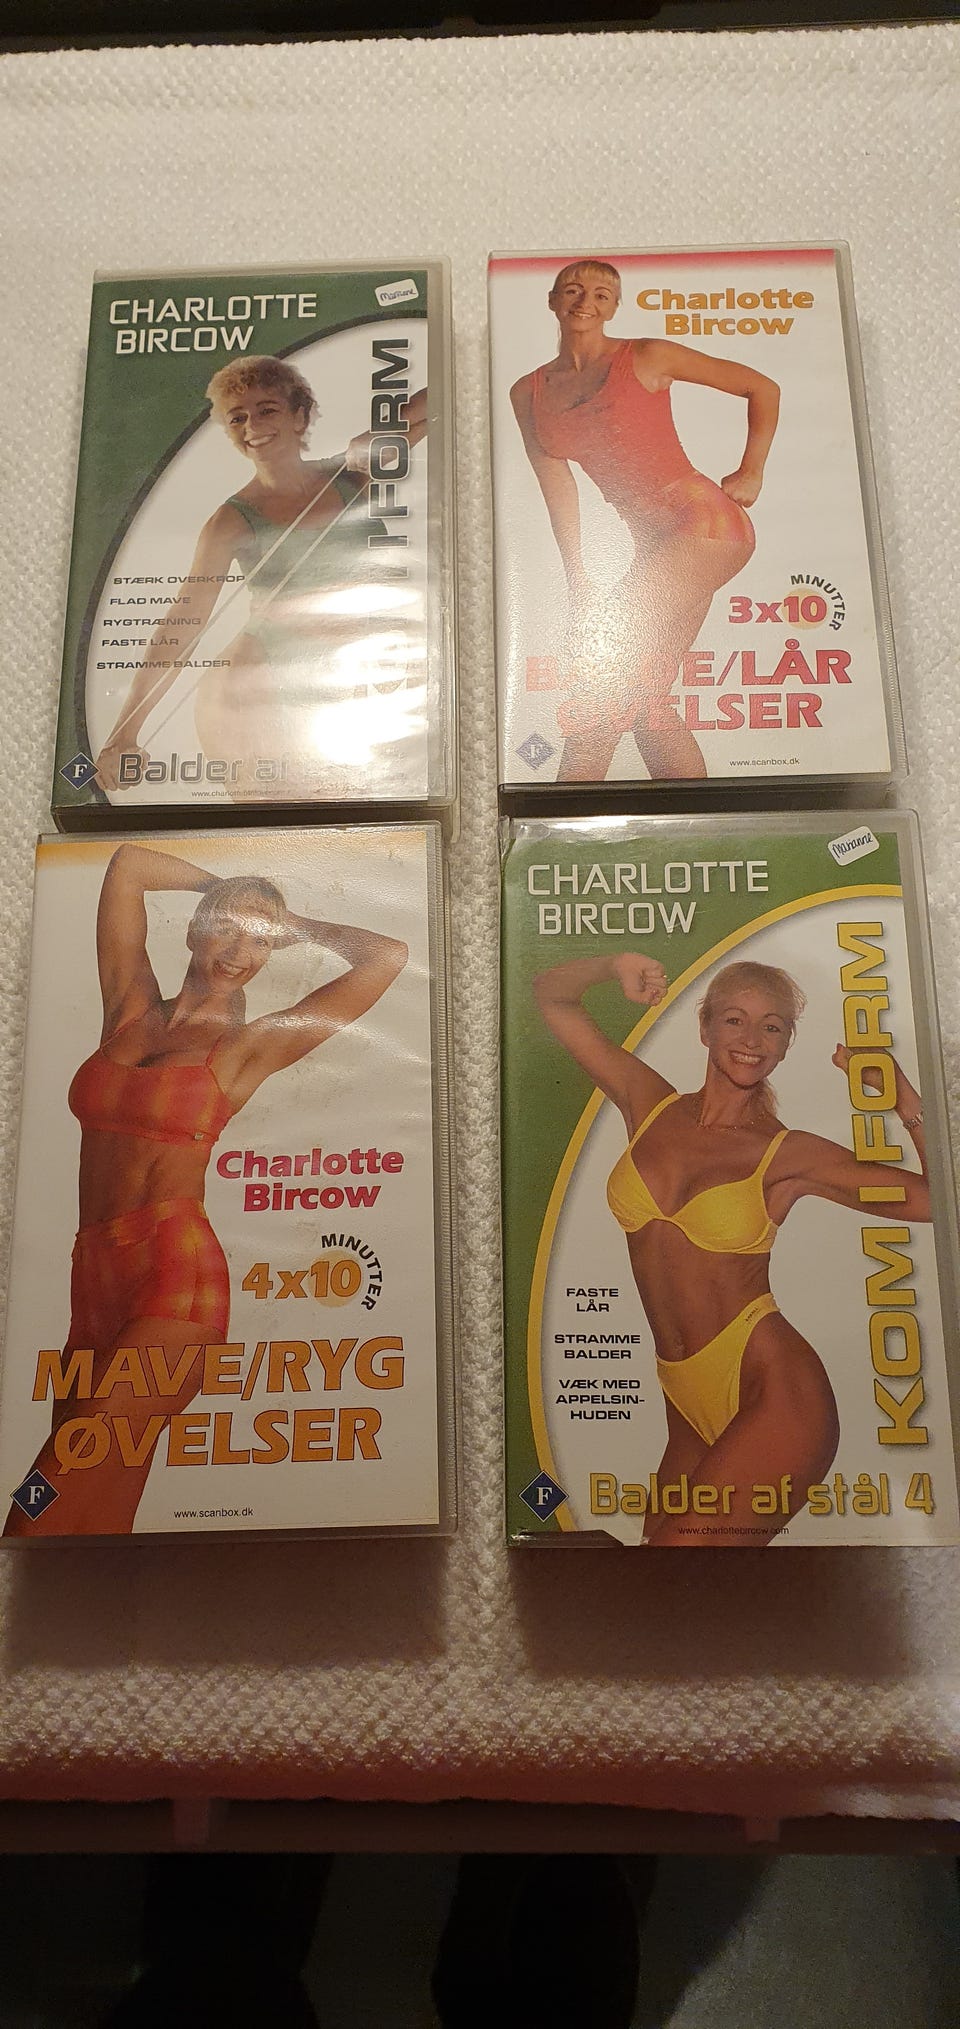 CHARLOTTE
BIRCOW
Marianne
I FORM
STÆRK OVERKROP
FLAD MAVE
RYGTRÆNING
FASTE LÅR
STRAMME BALDER
F
Balder af
Charlotte
Bircow
3x10
MINUTTER
/LÅR
F
www.scanbox.dk
Charlotte
Bircow
4x10
MINUTTER
MAVE/RYG
ØVELSER
F
www.scanbox.dk
CHARLOTTE
BIRCOW
Marianne
KOM I FORM
FASTE
LÅR
STRAMME
BALDER
VÆK MED
APPELSIN-
HUDEN
F
Balder af stål 4
www.charlottebircow.com